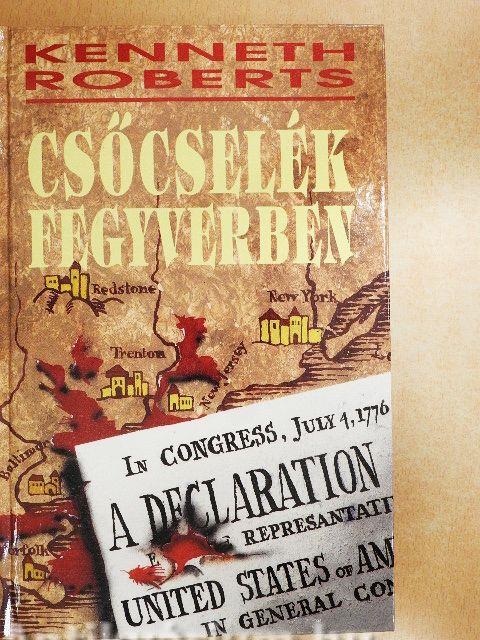 KENNETH
ROBERTS
CSŐCSELÉK
FEGYVERBEN
Redstone
New York
Trenton
New Jersey
IN CONGRESS, JULY 4, 1776
A DECLARATION
REPRESANTATI
UNITED STATES OF AM
IN GENERAL CON